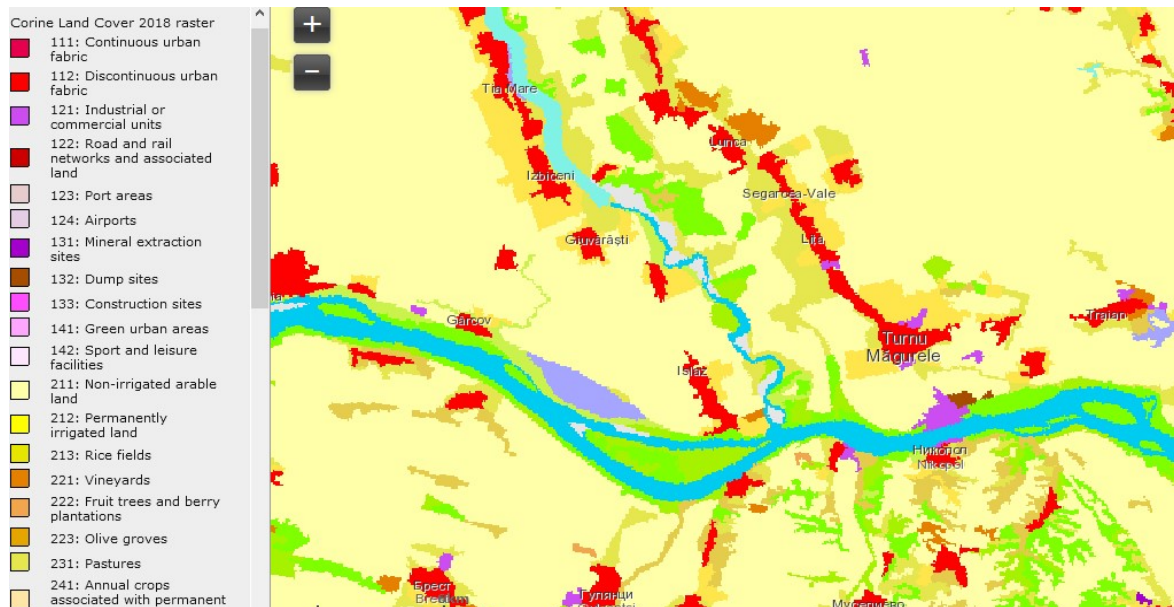 Corine Land Cover 2018 raster
111: Continuous urban
fabric
112: Discontinuous urban
fabric
121: Industrial or
commercial units
122: Road and rail
networks and associated
land
123: Port areas
124: Airports
131: Mineral extraction
sites
132: Dump sites
133: Construction sites
141: Green urban areas
142: Sport and leisure
facilities
211: Non-irrigated arable
land
212: Permanently
irrigated land
213: Rice fields
221: Vineyards
222: Fruit trees and berry
plantations
223: Olive groves
231: Pastures
241: Annual crops
associated with permanent
+
−
Tia Mare
Lunca
Izbiceni
Segarcea-Vale
Giuvărăşti
Lița
Gârcov
Traian
Turnu
Măgurele
Islaz
Никопол
Nikopol
Брест
Гулянци